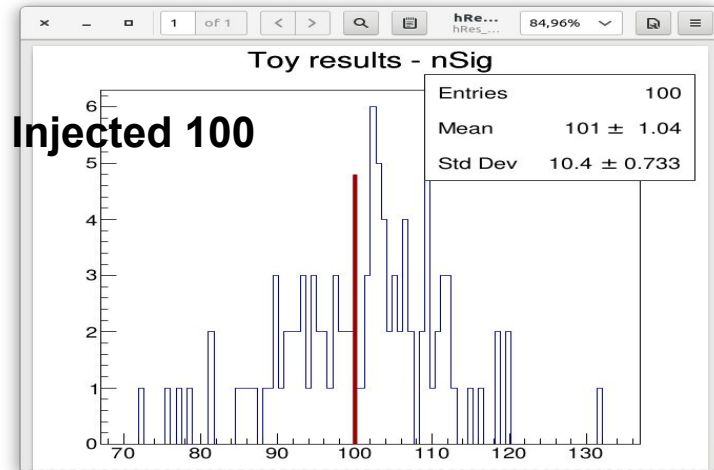 1 of 1 hRe... 84,96%
hRes_...
Toy results - nSig
Entries 100
Mean 101 ± 1.04
Std Dev 10.4 ± 0.733
Injected 100
6
5
4
3
2
1
0
70 80 90 100 110 120 130